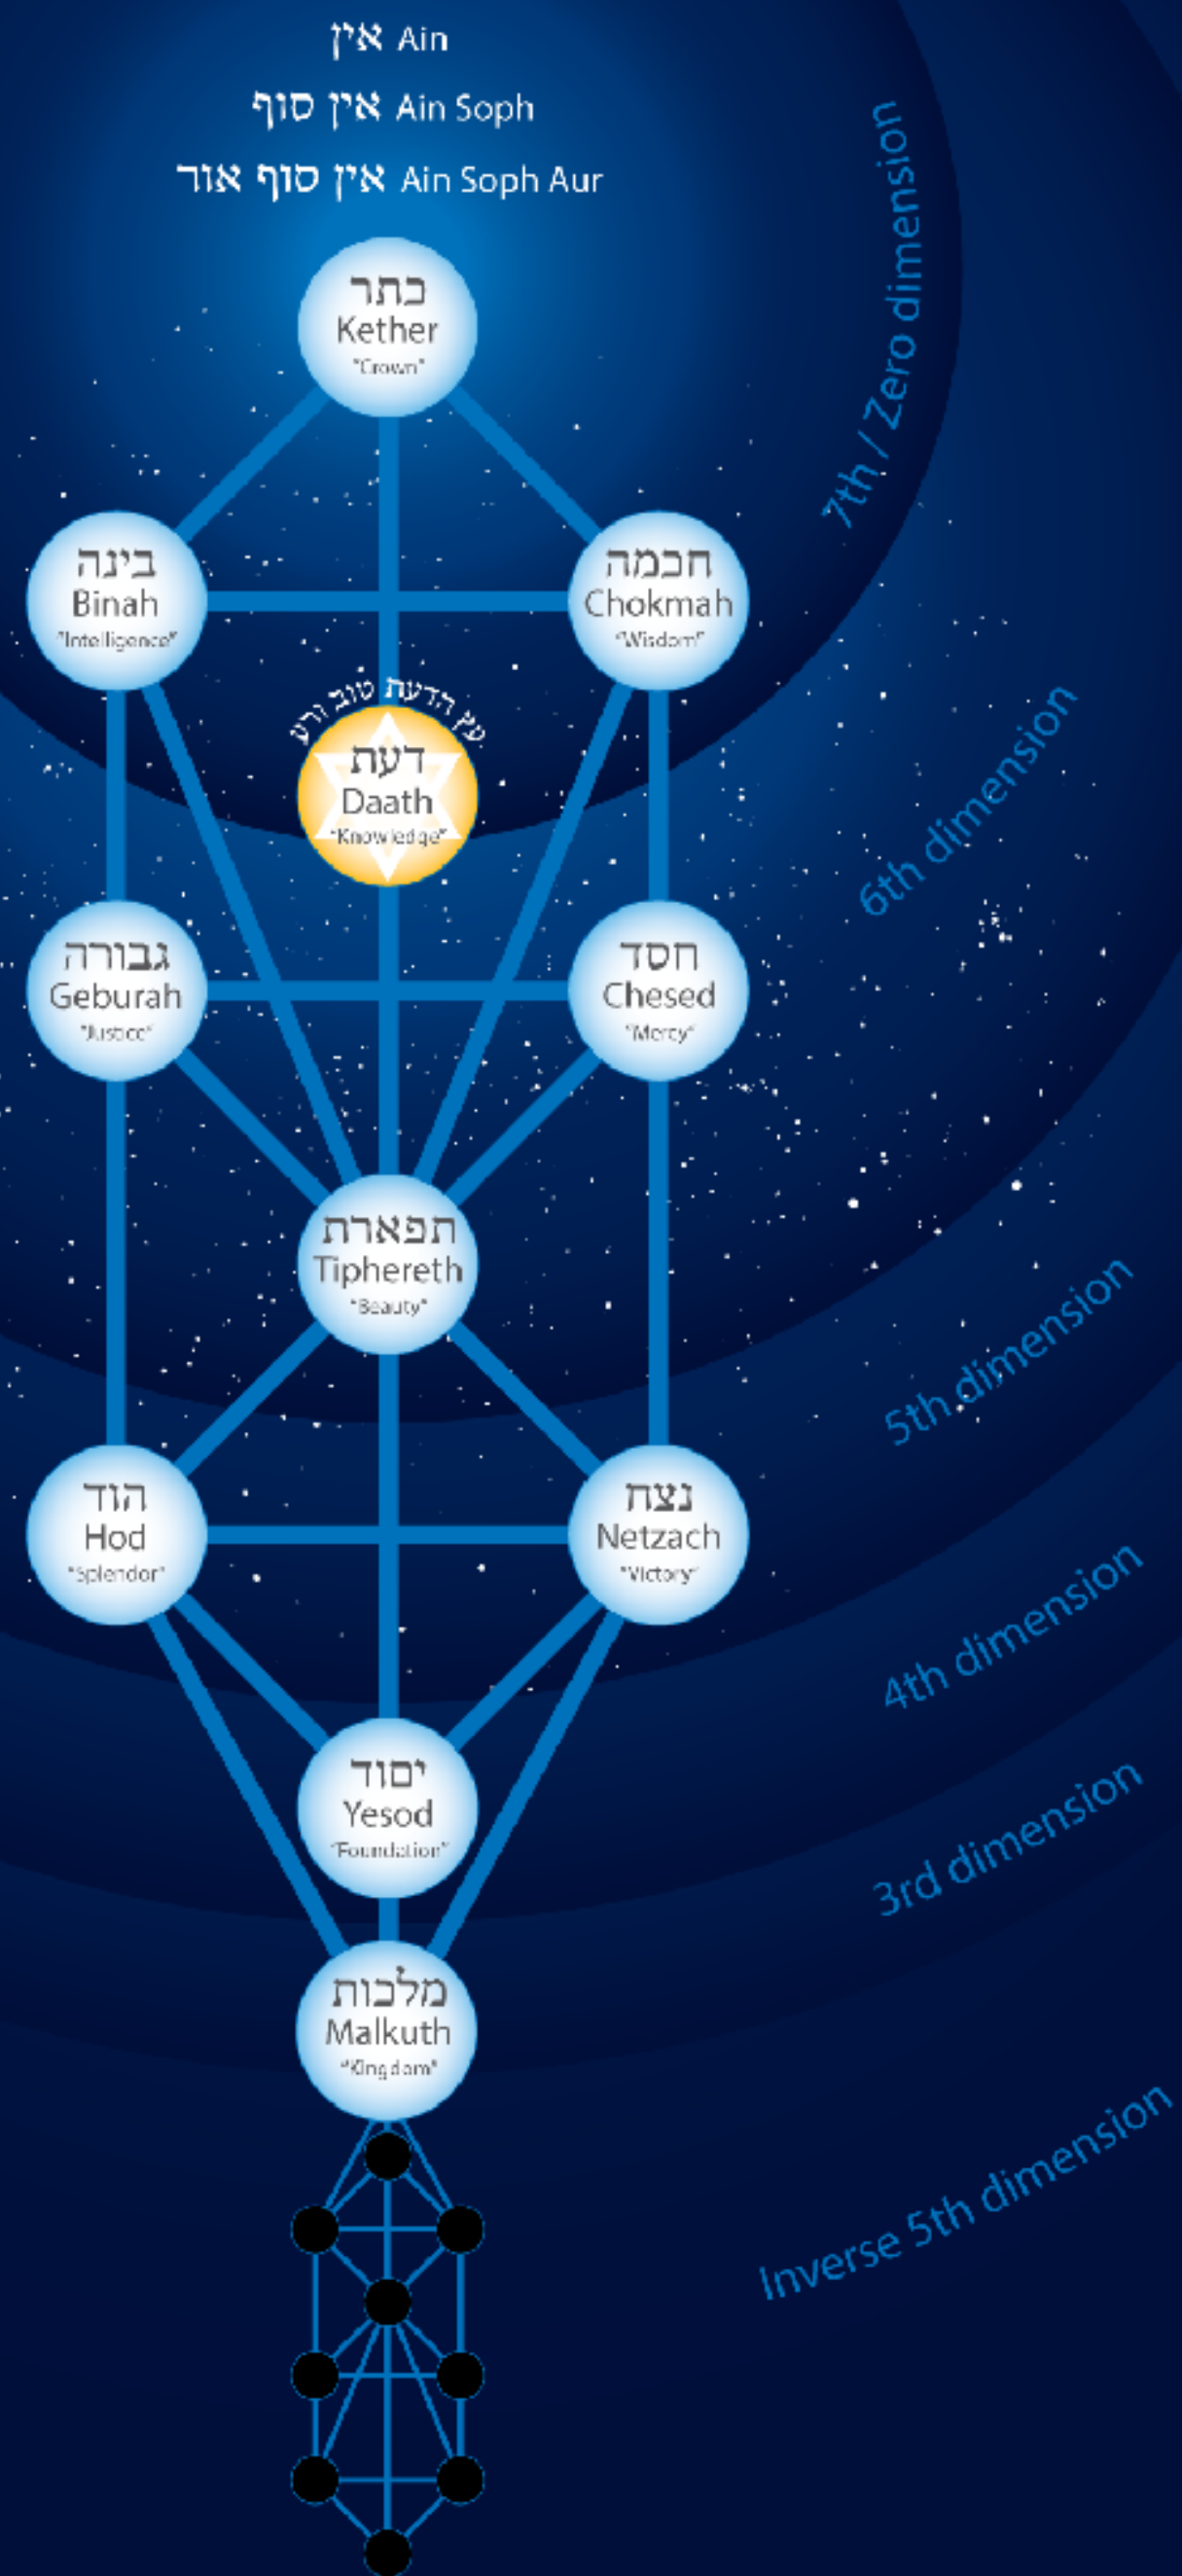 אין Ain
אין סוף Ain Soph
אין סוף אור Ain Soph Aur
כתר
Kether
"Crown"
7th / Zero dimension
בינה
Binah
"Intelligence"
חכמה
Chokmah
"Wisdom"
עץ הדעת טוב ורע
דעת
Daath
"Knowledge"
6th dimension
גבורה
Geburah
"Justice"
חסד
Chesed
"Mercy"
תפארת
Tiphereth
"Beauty"
5th dimension
הוד
Hod
"Splendor"
נצח
Netzach
"Victory"
4th dimension
יסוד
Yesod
"Foundation"
3rd dimension
מלכות
Malkuth
"Kingdom"
Inverse 5th dimension